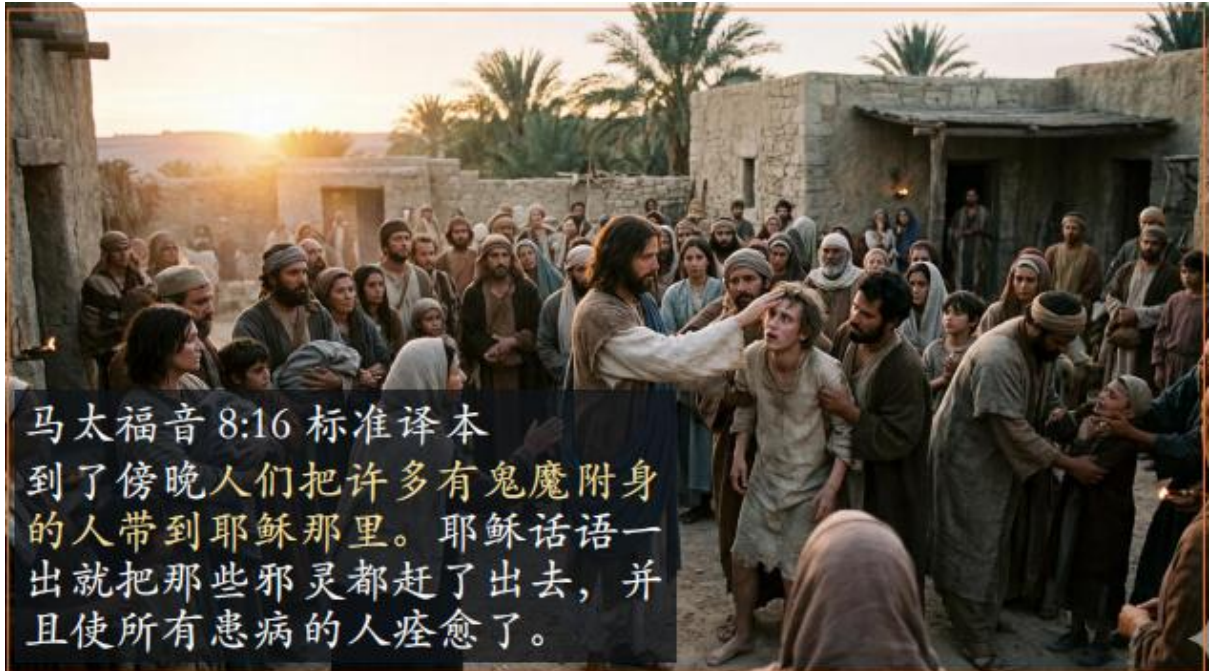 马太福音 8:16 标准译本
到了傍晚人们把许多有鬼魔附身
的人带到耶稣那里。耶稣话语一
出就把那些邪灵都赶了出去，并
且使所有患病的人痊愈了。